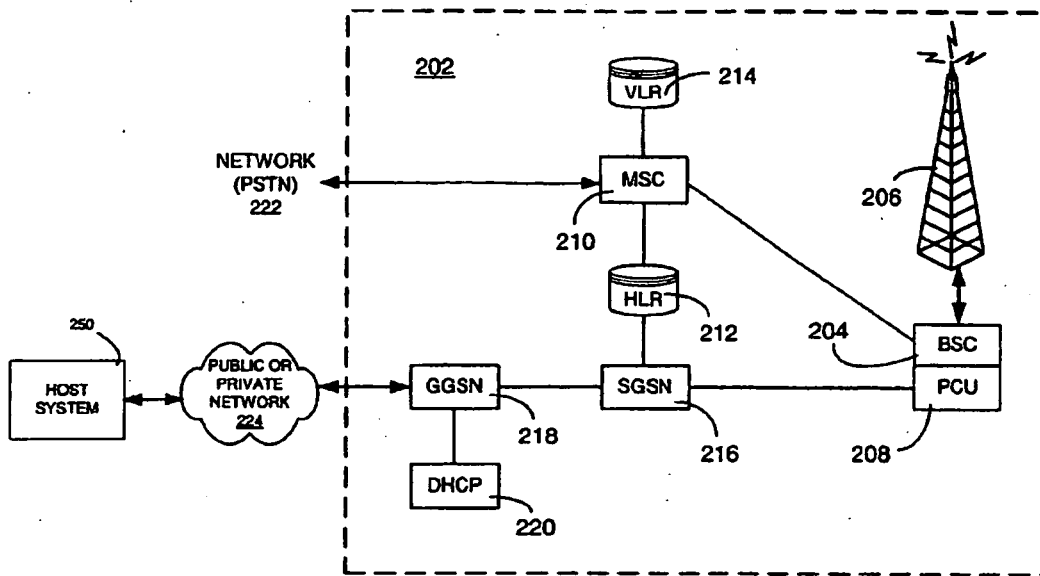 202
VLR
214
NETWORK
(PSTN)
222
MSC
210
206
HLR
212
204
BSC
250
HOST
SYSTEM
PUBLIC OR
PRIVATE
NETWORK
224
GGSN
218
SGSN
216
PCU
208
DHCP
220